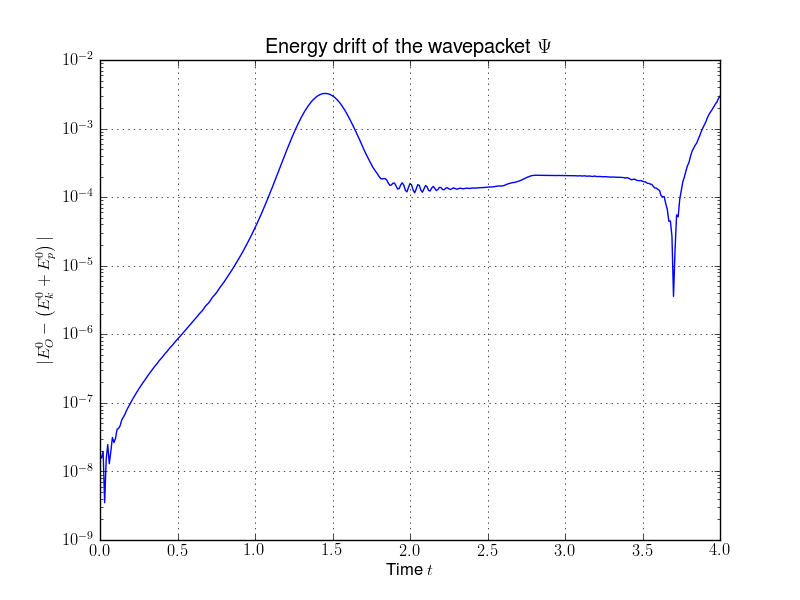 Energy drift of the wavepacket Ψ
10⁻²
10⁻³
10⁻⁴
10⁻⁵
10⁻⁶
10⁻⁷
10⁻⁸
10⁻⁹
|E_O^0 − (E_k^0 + E_p^0) |
0.0 0.5 1.0 1.5 2.0 2.5 3.0 3.5 4.0
Time t